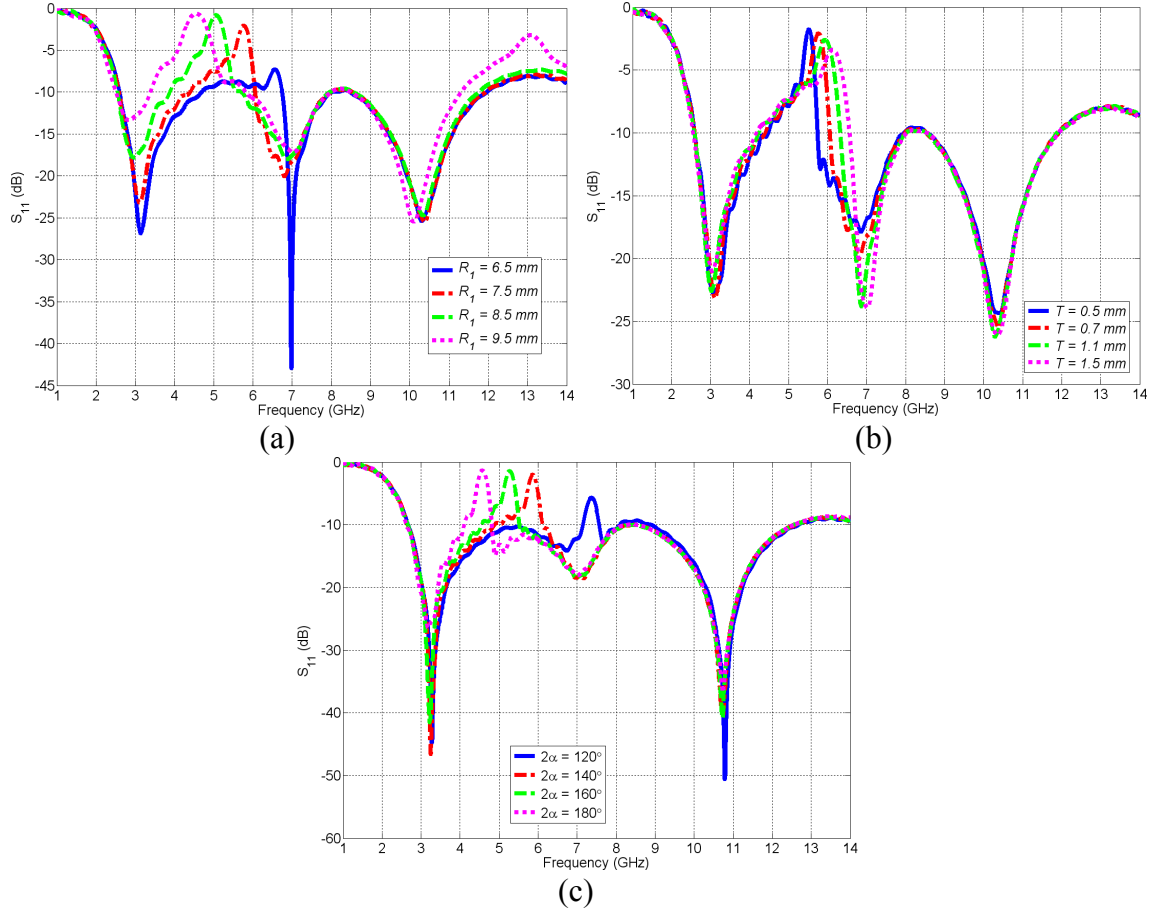 0
-5
-10
-15
-20
-25
-30
-35
-40
-45
S11 (dB)
R1 = 6.5 mm
R1 = 7.5 mm
R1 = 8.5 mm
R1 = 9.5 mm
1 2 3 4 5 6 7 8 9 10 11 12 13 14
Frequency (GHz)
(a)
0
-5
-10
-15
-20
-25
-30
S11 (dB)
T = 0.5 mm
T = 0.7 mm
T = 1.1 mm
T = 1.5 mm
1 2 3 4 5 6 7 8 9 10 11 12 13 14
Frequency (GHz)
(b)
0
-10
-20
-30
-40
-50
-60
S11 (dB)
2α = 120°
2α = 140°
2α = 160°
2α = 180°
1 2 3 4 5 6 7 8 9 10 11 12 13 14
Frequency (GHz)
(c)